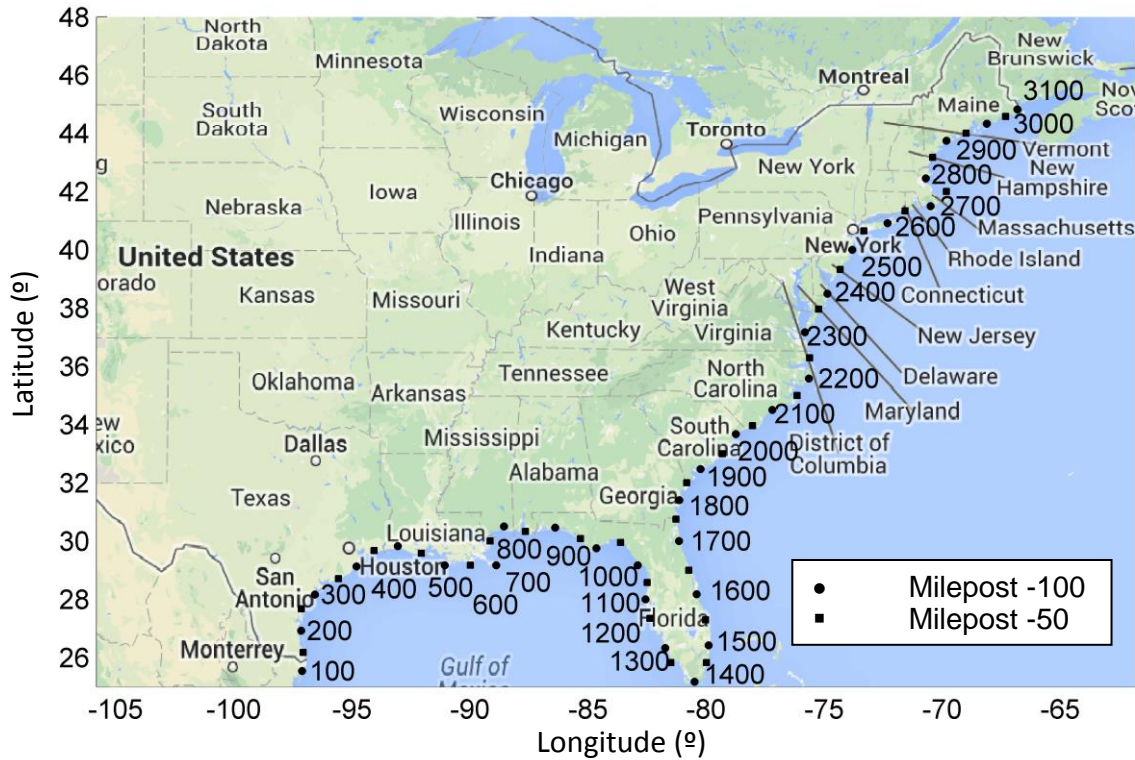 48
46
44
42
40
38
36
34
32
30
28
26
Latitude (º)
-105
-100
-95
-90
-85
-80
-75
-70
-65
Longitude (º)
North
Dakota
Minnesota
South
Dakota
Wisconsin
Michigan
Toronto
Montreal
New
Brunswick
Maine
Nov
Sco
Vermont
New
Hampshire
Massachusetts
Rhode Island
Connecticut
New Jersey
Delaware
Maryland
District of
Columbia
New York
Pennsylvania
New York
Iowa
Chicago
Nebraska
Illinois
Indiana
Ohio
United States
orado
Kansas
Missouri
West
Virginia
Virginia
Kentucky
Tennessee
North
Carolina
South
Carolina
Oklahoma
Arkansas
ew
xico
g
Dallas
Mississippi
Alabama
Georgia
Texas
Louisiana
Houston
San
Antonio
Monterrey
Florida
Gulf of
100
200
300
400
500
600
700
800
900
1000
1100
1200
1300
1400
1500
1600
1700
1800
1900
2000
2100
2200
2300
2400
2500
2600
2700
2800
2900
3000
3100
Milepost -100
Milepost -50